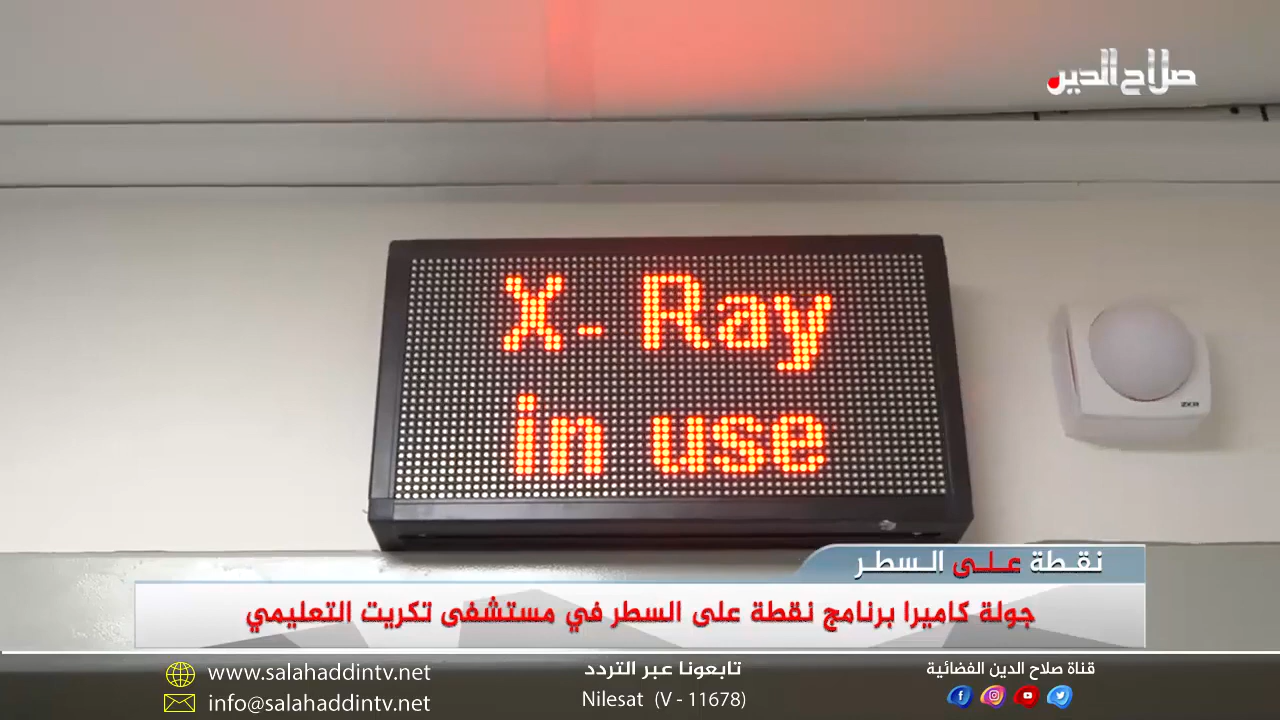 صلاح الدين
X-Ray
in use
نقطة على السطر
جولة كاميرا برنامج نقطة على السطر في مستشفى تكريت التعليمي
قناة صلاح الدين الفضائية
تابعونا عبر التردد
Nilesat (V - 11678)
www.salahaddintv.net
info@salahaddintv.net